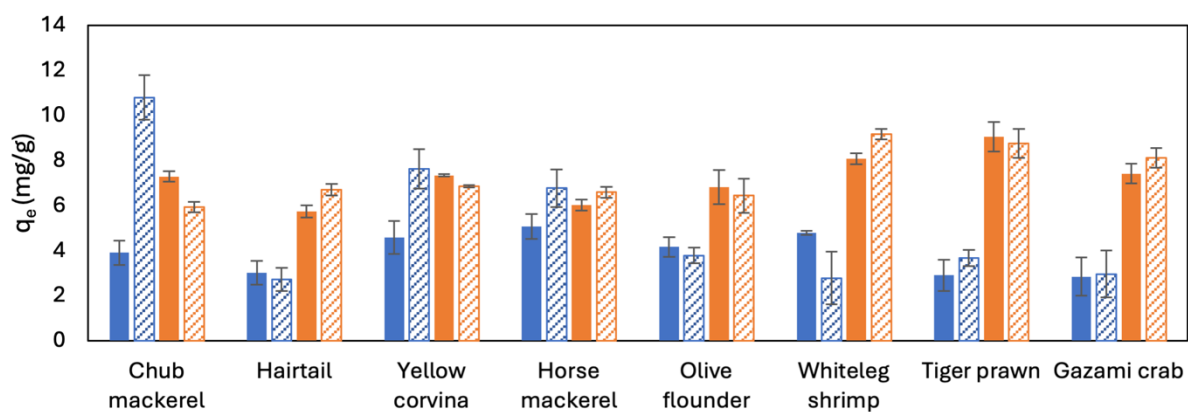 14
12
10
8
6
4
2
0
qe (mg/g)
Chub
mackerel
Hairtail
Yellow
corvina
Horse
mackerel
Olive
flounder
Whiteleg
shrimp
Tiger prawn
Gazami crab